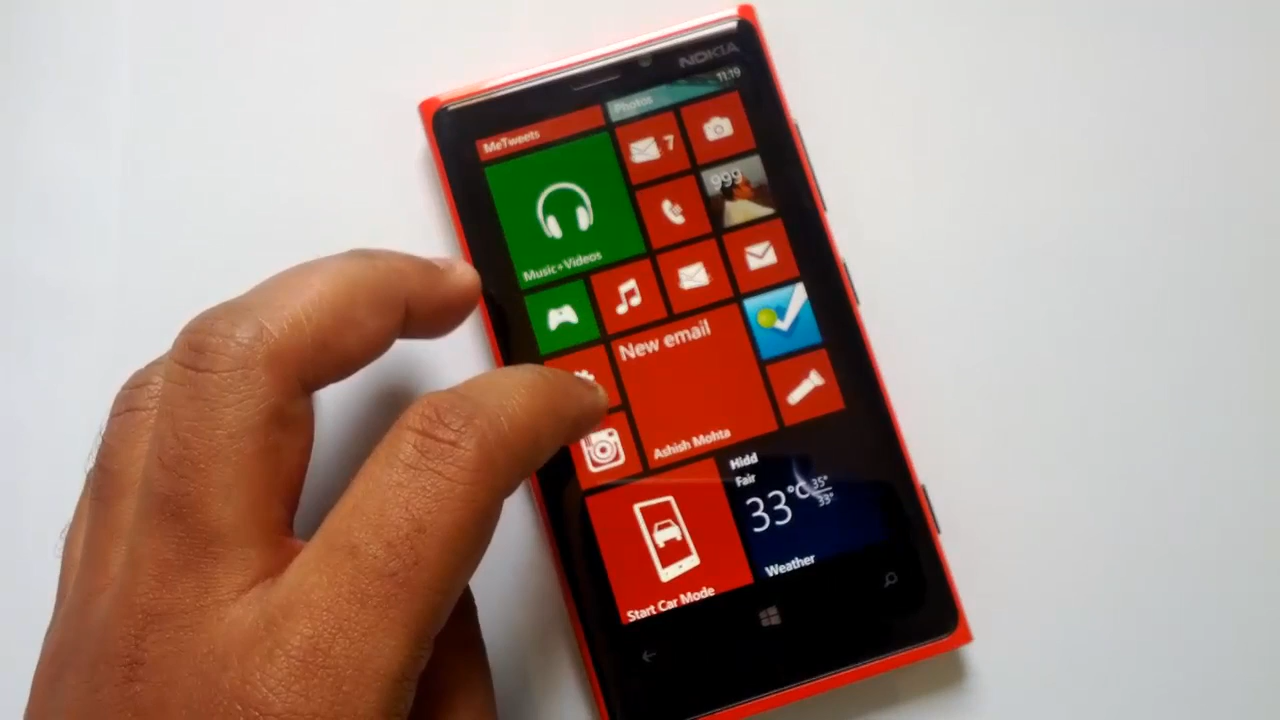 NOKIA
11:19
Photos
MeTweets
7
999
Music+Videos
New email
Ashish Mohta
Hidd
Fair
33°C
35°
33°
Weather
Start Car Mode